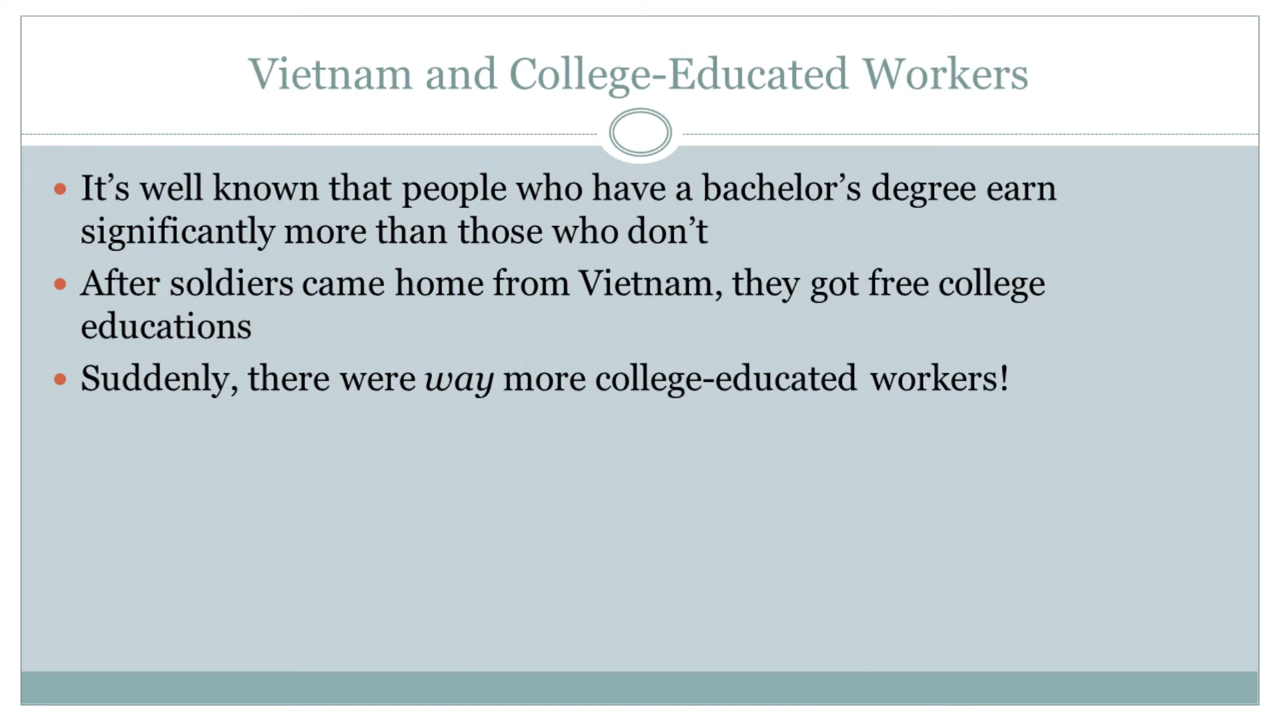 Vietnam and College-Educated Workers
• It’s well known that people who have a bachelor’s degree earn
significantly more than those who don’t
• After soldiers came home from Vietnam, they got free college
educations
• Suddenly, there were way more college-educated workers!